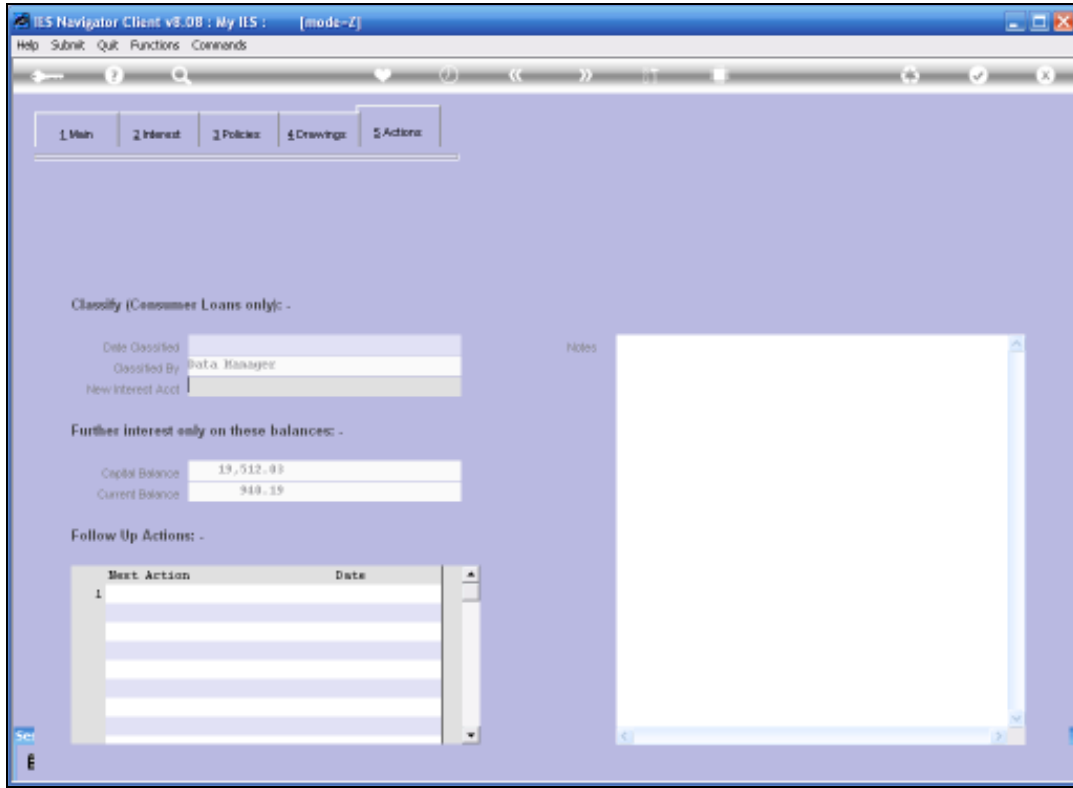 IES Navigator Client v8.08 : My IES : [mode=Z]
Help Submit Quit Functions Commands
1 Main 2 Interest 3 Policies 4 Drawings 5 Actions
Classify (Consumer Loans only): -
Date Classified
Notes
Classified By Data Manager
New Interest Acct
Further interest only on these balances: -
Capital Balance 19,512.03
Current Balance 940.19
Follow Up Actions: -
Next Action Date
1